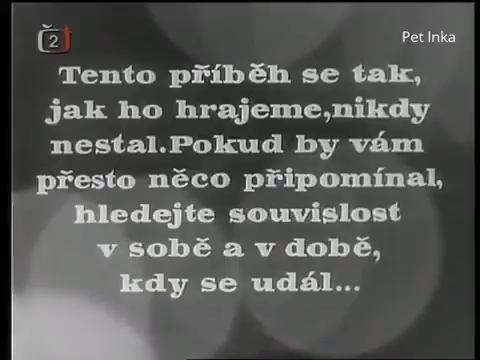 Č 2
Pet Inka
Tento příběh se tak,
jak ho hrajeme,nikdy
nestal.Pokud by vám
přesto něco připomínal,
hledejte souvislost
v sobě a v době,
kdy se udál...